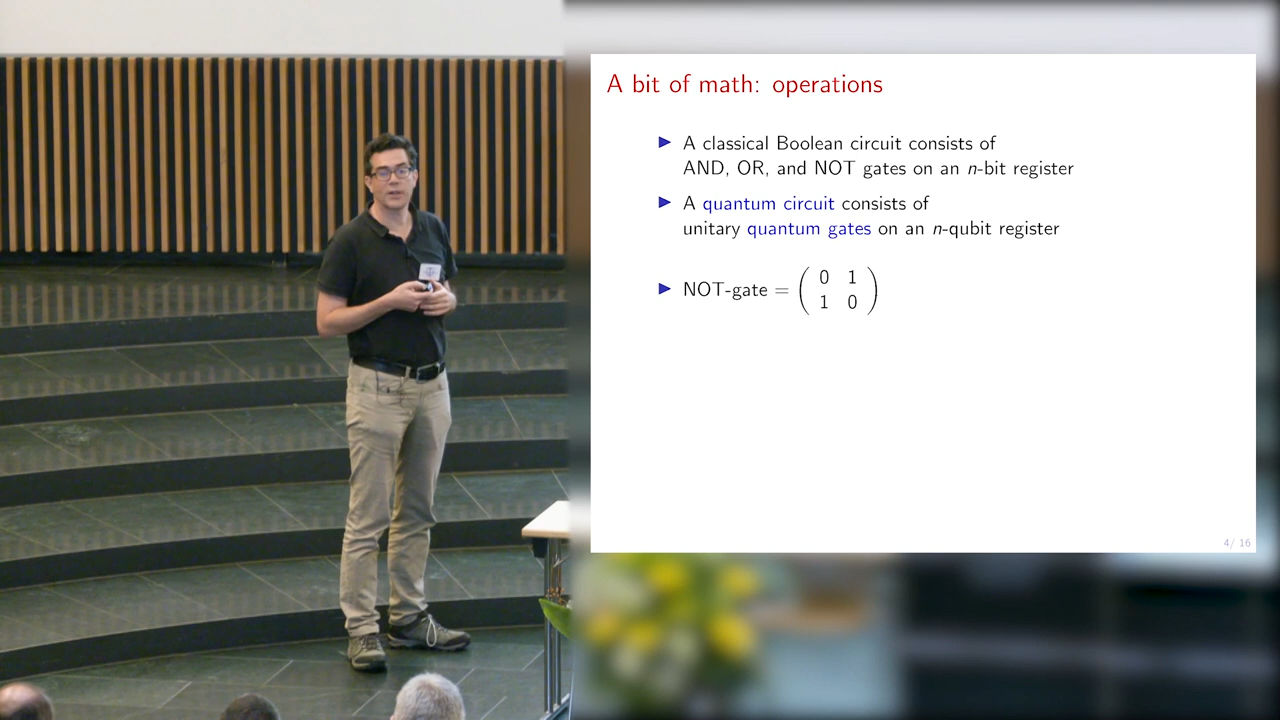 A bit of math: operations
▶ A classical Boolean circuit consists of
AND, OR, and NOT gates on an n-bit register
▶ A quantum circuit consists of
unitary quantum gates on an n-qubit register
▶ NOT-gate = ( 0 1
1 0 )
4/ 16